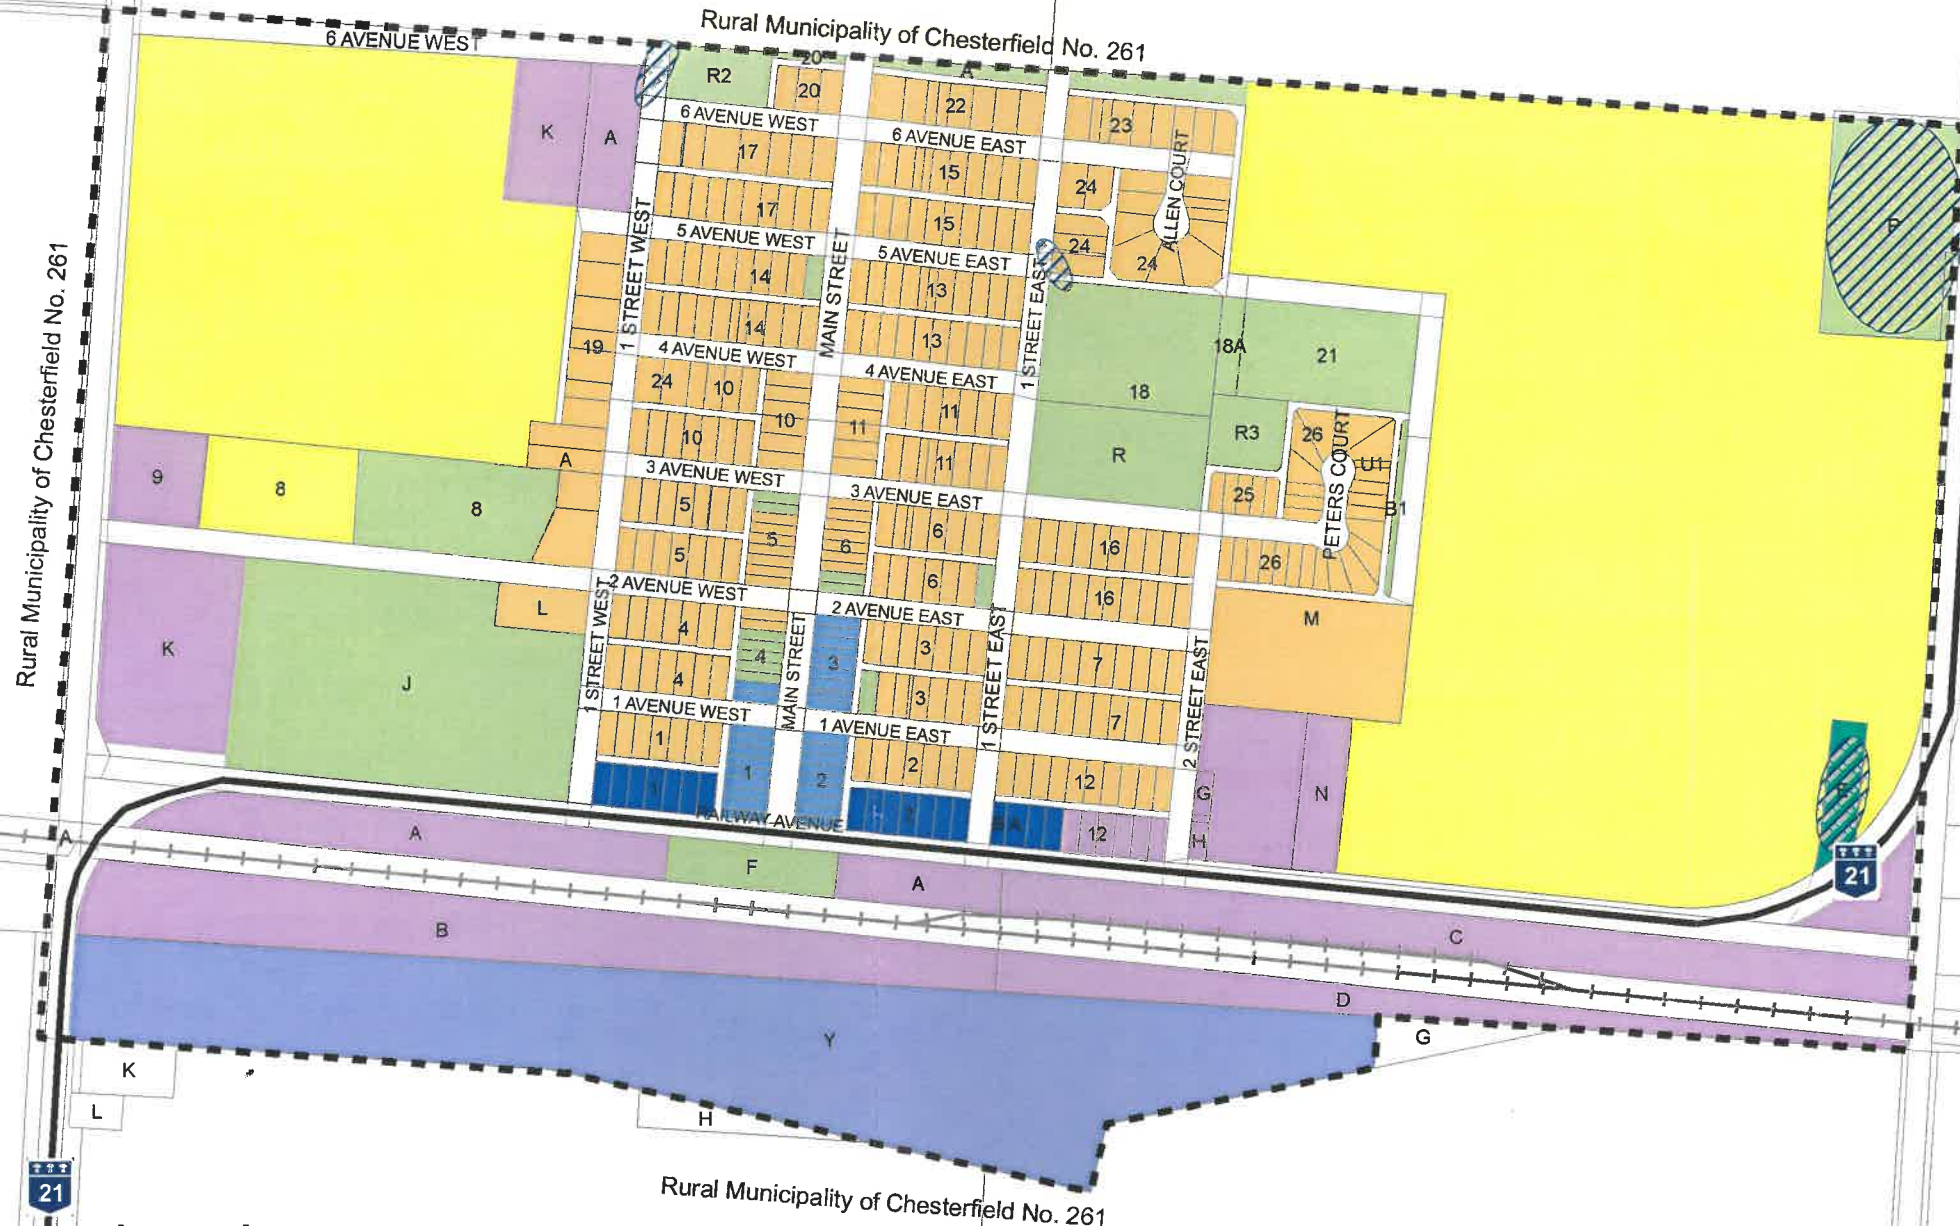 Rural Municipality of Chesterfield No. 261
6 AVENUE WEST
R2
20
20
A
22
23
K
A
6 AVENUE WEST
6 AVENUE EAST
ALLEN COURT
17
15
24
17
15
24
24
5 AVENUE WEST
5 AVENUE EAST
1 STREET WEST
MAIN STREET
1 STREET EAST
14
13
14
13
19
4 AVENUE WEST
4 AVENUE EAST
18A
21
18
24
10
10
11
11
10
11
R
R3
26
U1
PETERS COURT
25
B1
Rural Municipality of Chesterfield No. 261
9
8
8
A
3 AVENUE WEST
3 AVENUE EAST
5
5
5
6
6
6
16
16
26
M
2 AVENUE WEST
2 AVENUE EAST
L
K
J
4
4
4
3
3
3
7
7
1 STREET WEST
MAIN STREET
1 STREET EAST
2 STREET EAST
1 AVENUE WEST
1 AVENUE EAST
1
1
2
2
12
G
N
1
2
12
H
RAILWAY AVENUE
A
A
F
A
21
B
C
D
Y
G
K
L
H
21
Rural Municipality of Chesterfield No. 261